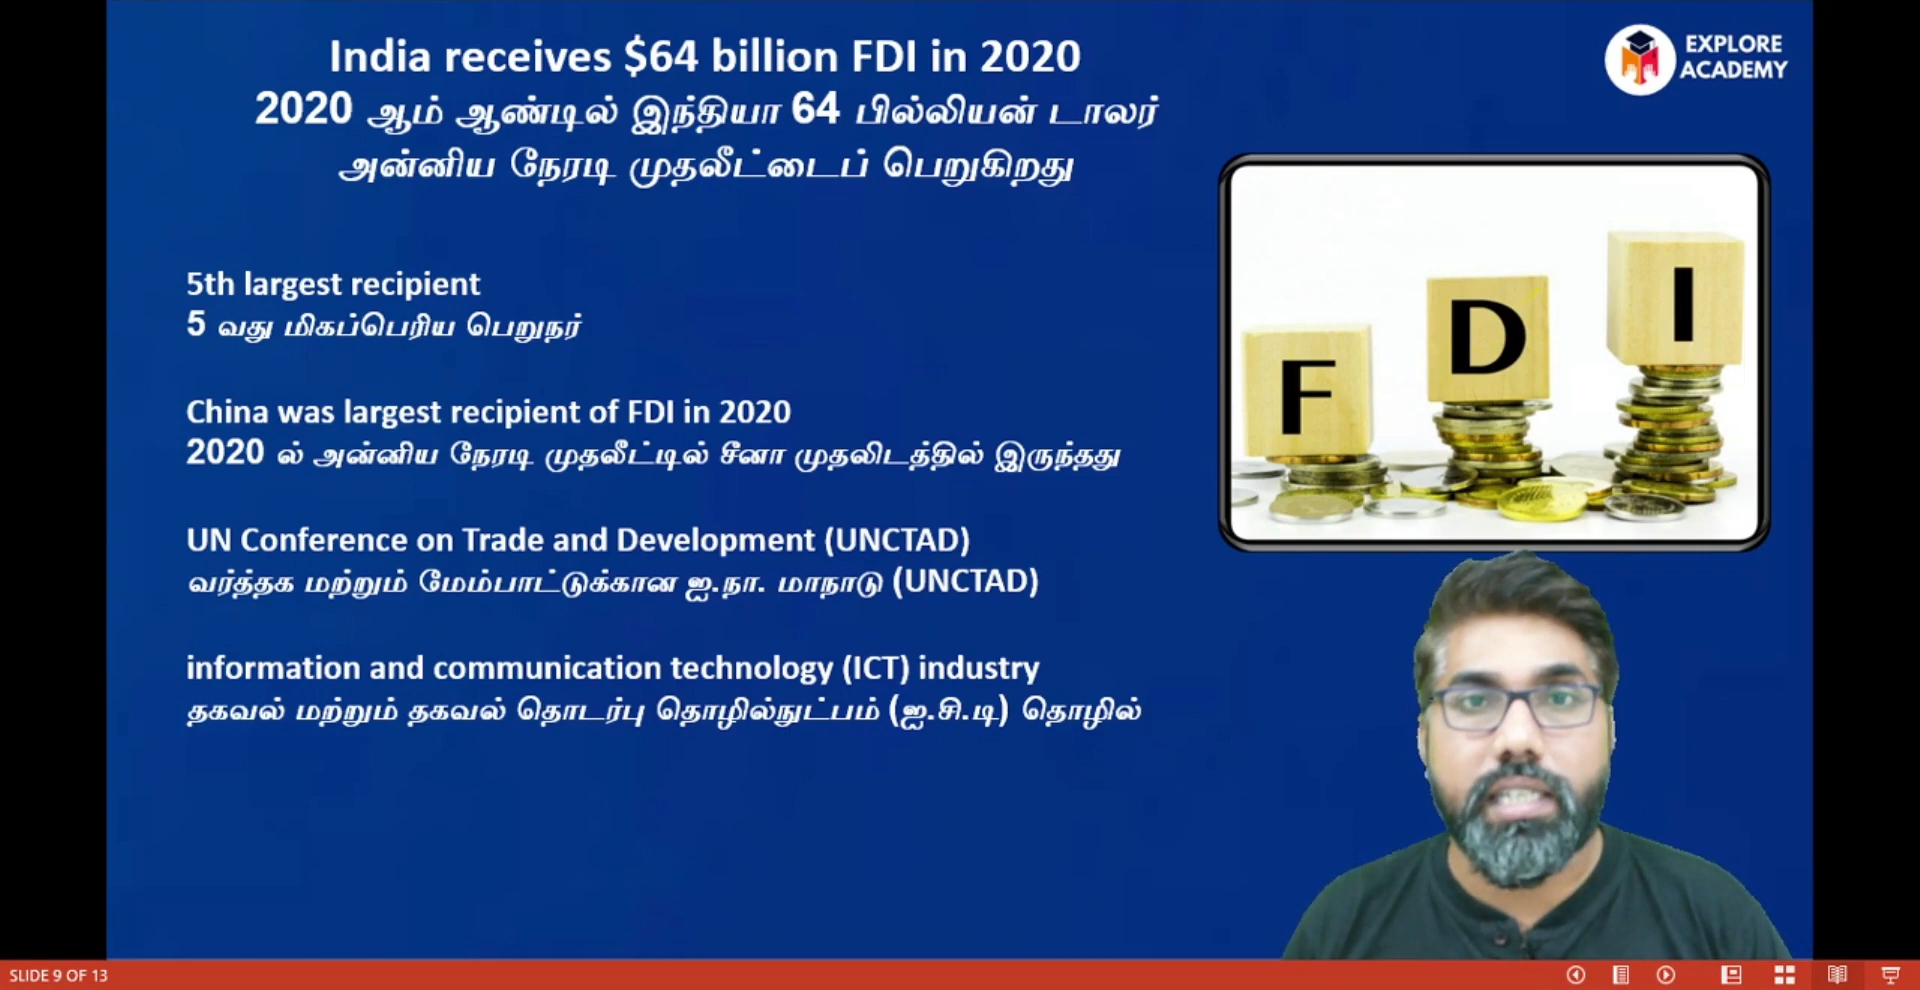 India receives $64 billion FDI in 2020
2020 ஆம் ஆண்டில் இந்தியா 64 பில்லியன் டாலர்
அன்னிய நேரடி முதலீட்டைப் பெறுகிறது
EXPLORE
ACADEMY
5th largest recipient
5 வது மிகப்பெரிய பெறுநர்
China was largest recipient of FDI in 2020
2020 ல் அன்னிய நேரடி முதலீட்டில் சீனா முதலிடத்தில் இருந்தது
UN Conference on Trade and Development (UNCTAD)
வர்த்தக மற்றும் மேம்பாட்டுக்கான ஐ.நா. மாநாடு (UNCTAD)
information and communication technology (ICT) industry
தகவல் மற்றும் தகவல் தொடர்பு தொழில்நுட்பம் (ஐ.சி.டி) தொழில்
F D I
SLIDE 9 OF 13